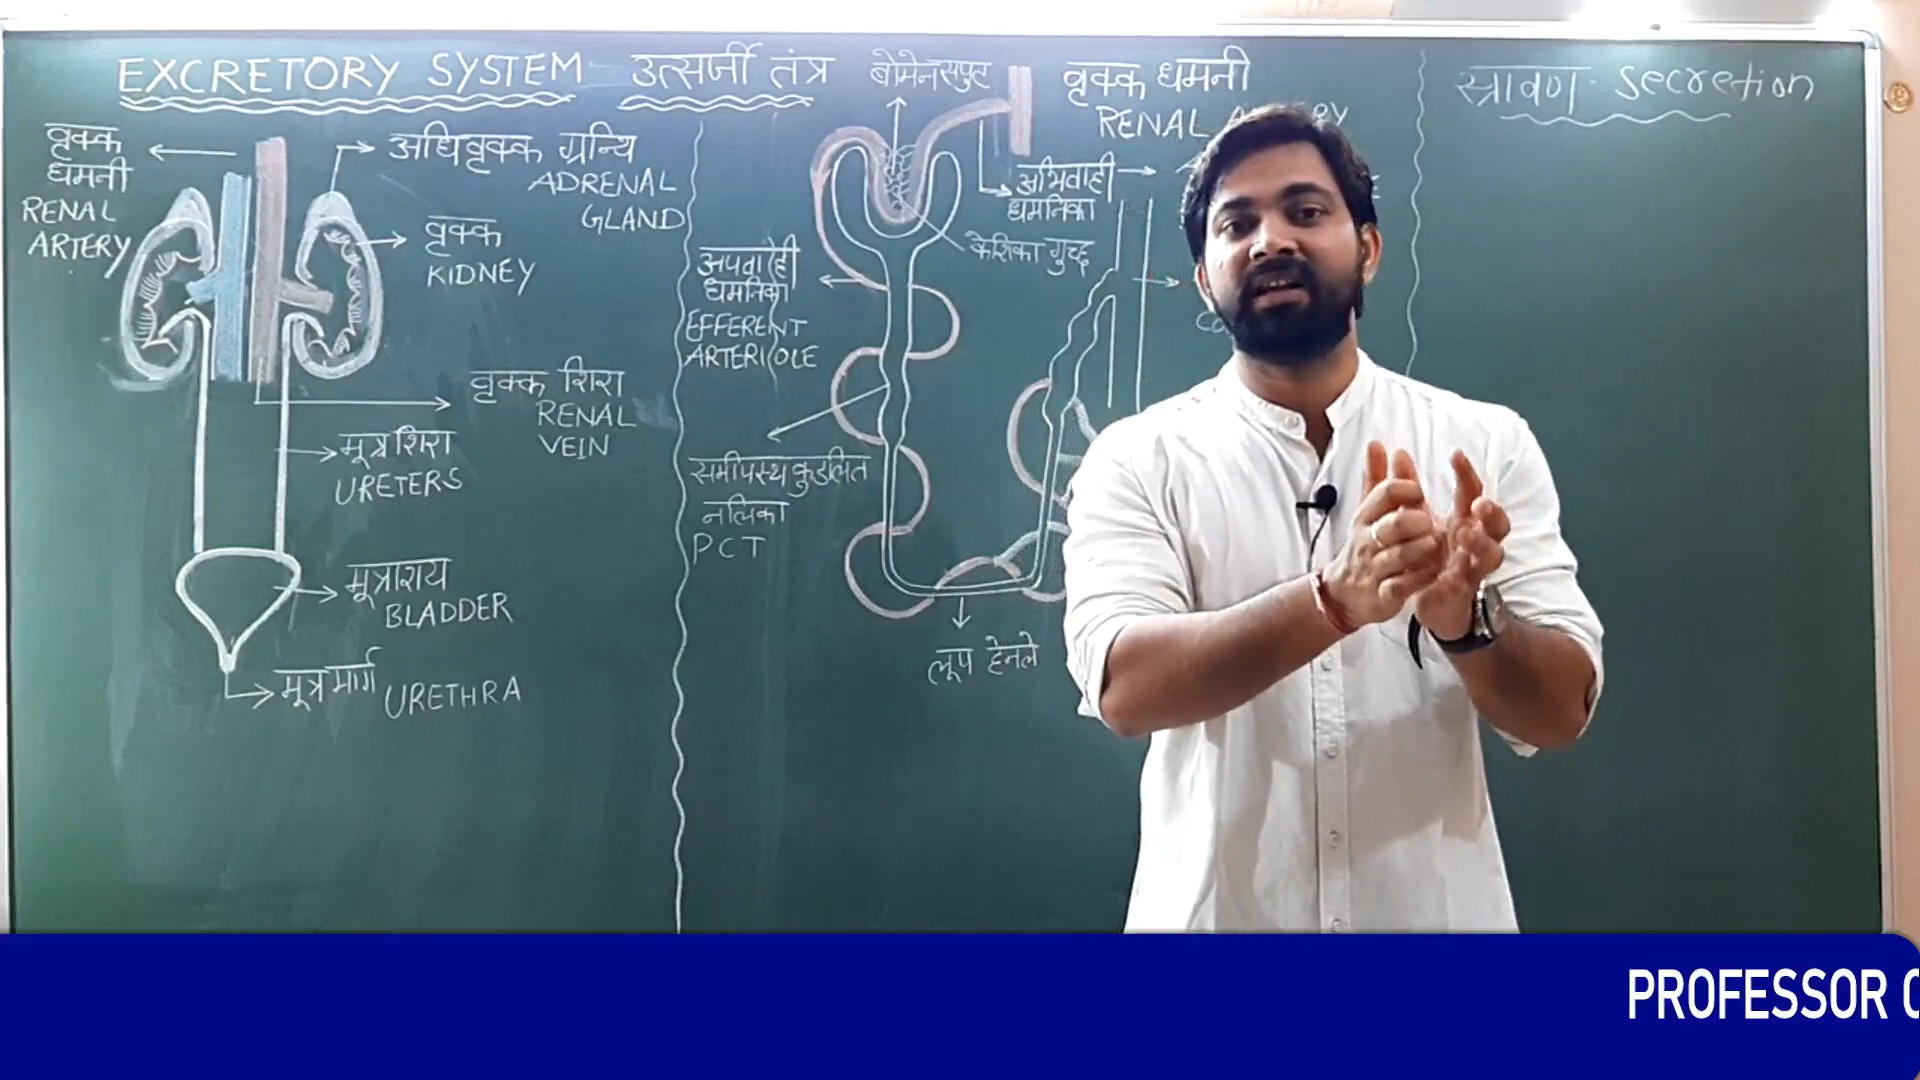 EXCRETORY SYSTEM उत्सर्जी तंत्र
वृक्क
धमनी
RENAL
ARTERY
अधिवृक्क ग्रन्थि
ADRENAL
GLAND
वृक्क
KIDNEY
वृक्क शिरा
RENAL
VEIN
मूत्रशिरा
URETERS
मूत्राशय
BLADDER
मूत्रमार्ग URETHRA
बोमेनसपुट
वृक्क धमनी
RENAL
अभिवाही
धमनिका
केशिका गुच्छ
अपवाही
धमनिका
EFFERENT
ARTERIOLE
समीपस्थ कुडलित
नलिका
PCT
लूप हेनले
स्रावण - Secretion
PROFESSOR